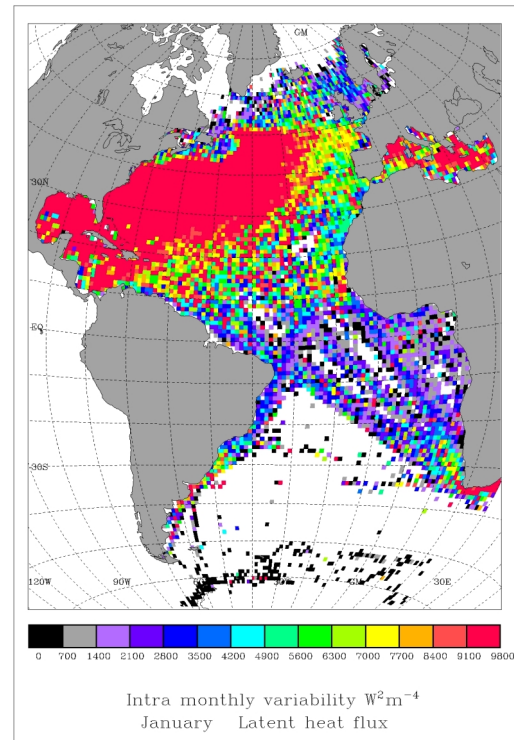 GM
30N
EQ
30S
120W 90W GM 30E
0 700 1400 2100 2800 3500 4200 4900 5600 6300 7000 7700 8400 9100 9800
Intra monthly variability W²m⁻⁴
January Latent heat flux